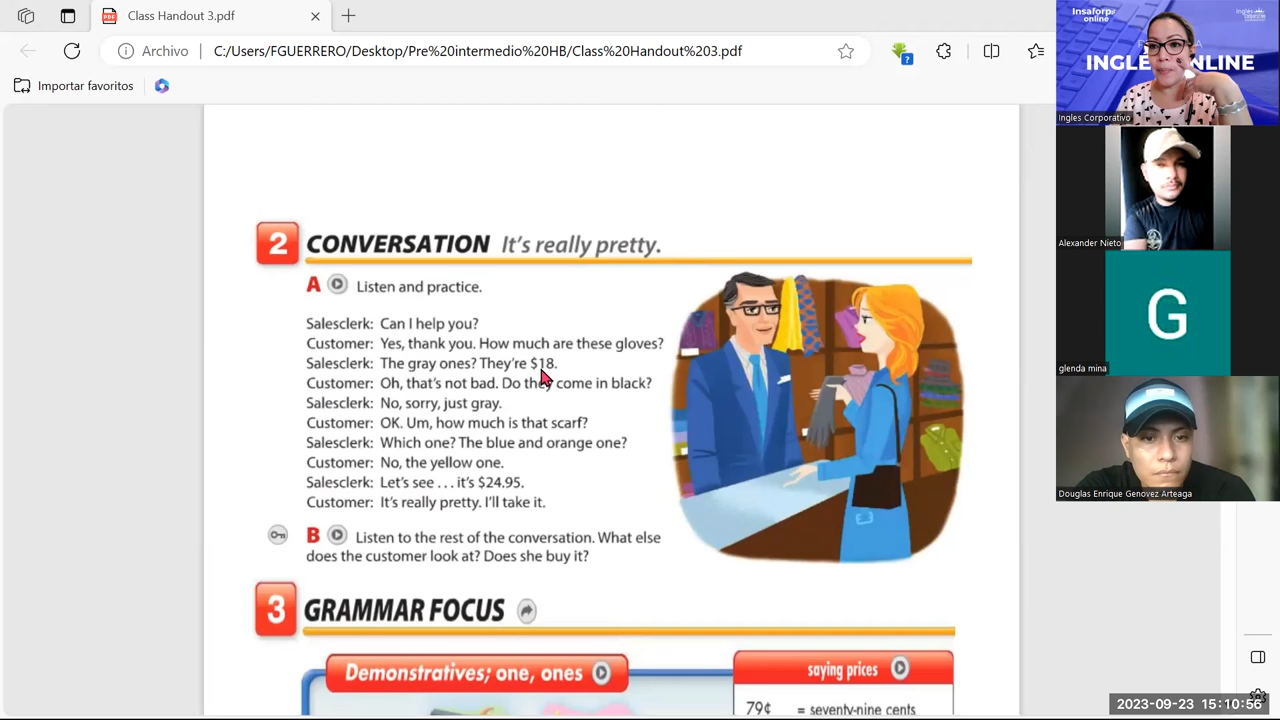 Class Handout 3.pdf
Archivo
C:/Users/FGUERRERO/Desktop/Pre%20Intermedio%20HB/Class%20Handout%203.pdf
Importar favoritos
2 CONVERSATION It's really pretty.
A Listen and practice.
Salesclerk: Can I help you?
Customer: Yes, thank you. How much are these gloves?
Salesclerk: The gray ones? They're $18.
Customer: Oh, that's not bad. Do they come in black?
Salesclerk: No, sorry, just gray.
Customer: OK. Um, how much is that scarf?
Salesclerk: Which one? The blue and orange one?
Customer: No, the yellow one.
Salesclerk: Let's see . . . it's $24.95.
Customer: It's really pretty. I'll take it.
B Listen to the rest of the conversation. What else
does the customer look at? Does she buy it?
3 GRAMMAR FOCUS
Demonstratives; one, ones
saying prices
79¢ = seventy-nine cents
Insaforp
online
Ingles Corporativo
Alexander Nieto
G
glenda mina
Douglas Enrique Genovez Arteaga
2023-09-23 15:10:56